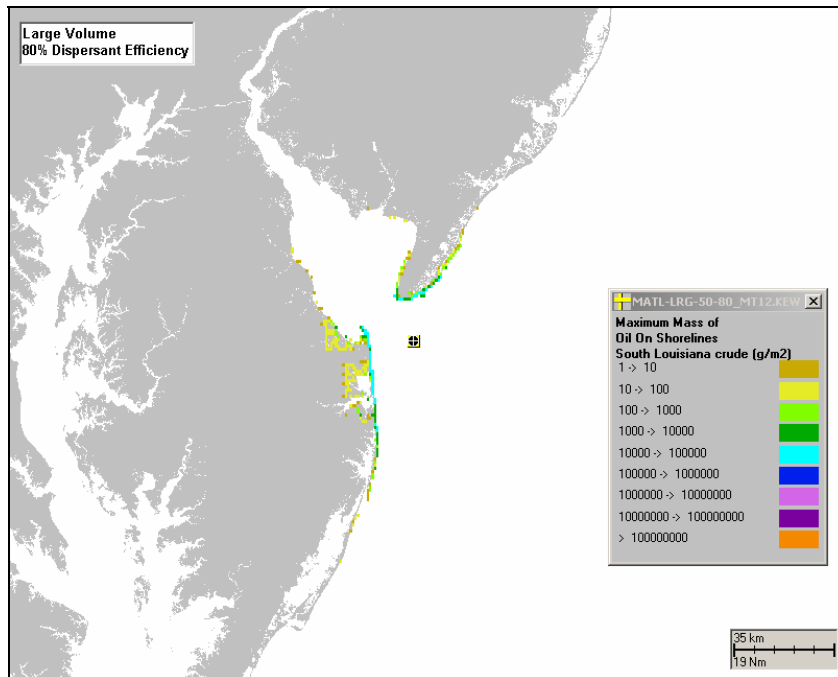 Large Volume
80% Dispersant Efficiency
MATL-LRG-50-80_MT12.KEW
Maximum Mass of
Oil On Shorelines
South Louisiana crude (g/m2)
1 -> 10
10 -> 100
100 -> 1000
1000 -> 10000
10000 -> 100000
100000 -> 1000000
1000000 -> 10000000
10000000 -> 100000000
> 100000000
35 km
19 Nm